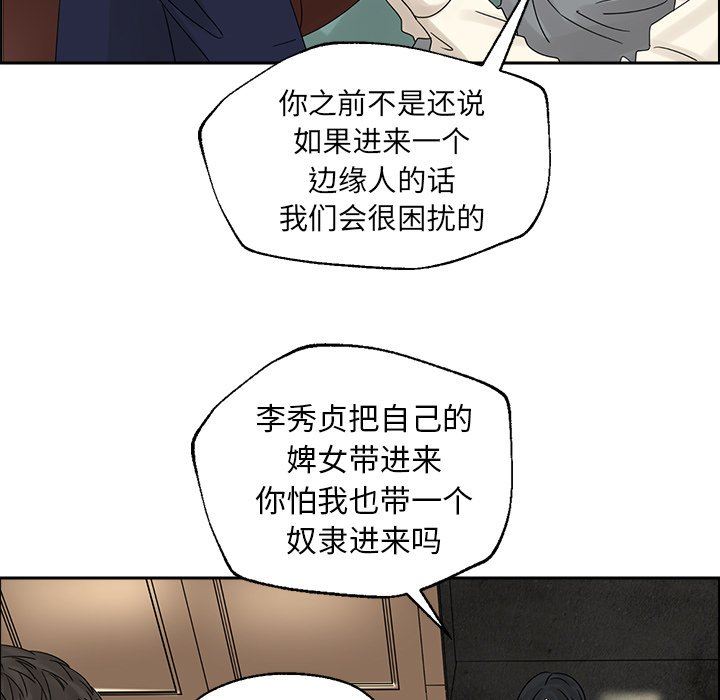 你之前不是还说
如果进来一个
边缘人的话
我们会很困扰的
李秀贞把自己的
婢女带进来
你怕我也带一个
奴隶进来吗